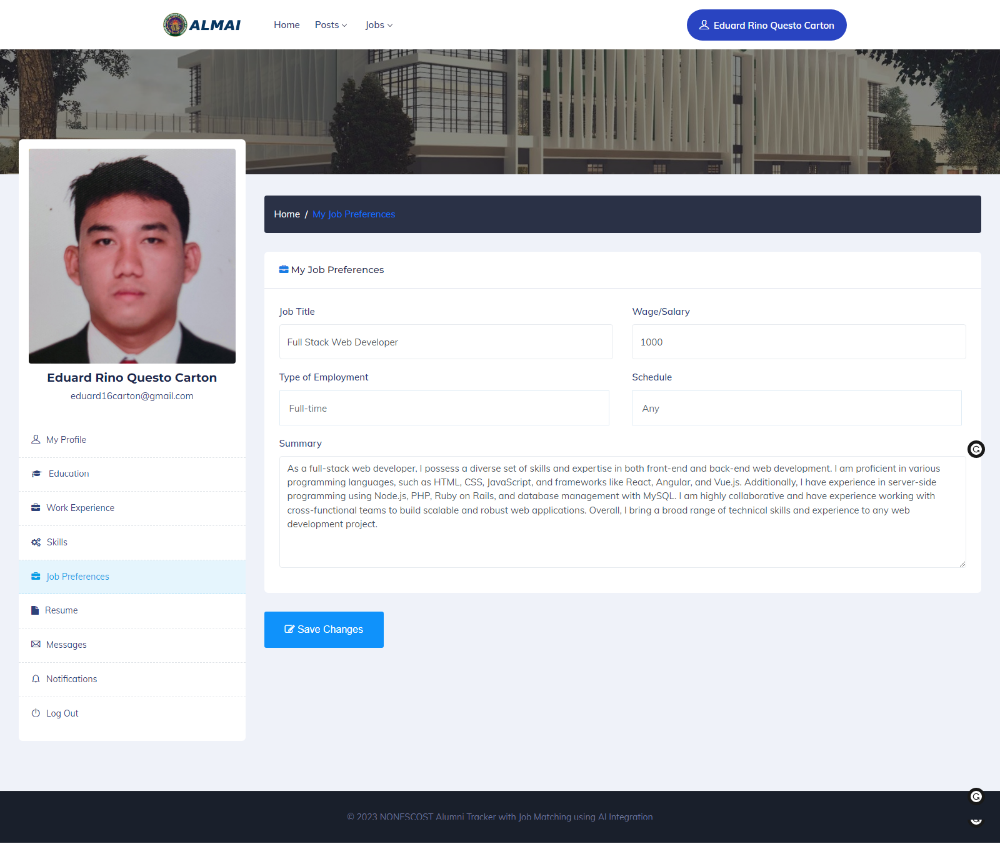 ALMAI
Home Posts Jobs
Eduard Rino Questo Carton
Eduard Rino Questo Carton
eduard16carton@gmail.com
My Profile
Education
Work Experience
Skills
Job Preferences
Resume
Messages
Notifications
Log Out
Home / My Job Preferences
My Job Preferences
Job Title
Full Stack Web Developer
Wage/Salary
1000
Type of Employment
Full-time
Schedule
Any
Summary
As a full-stack web developer, I possess a diverse set of skills and expertise in both front-end and back-end web development. I am proficient in various
programming languages, such as HTML, CSS, JavaScript, and frameworks like React, Angular, and Vue.js. Additionally, I have experience in server-side
programming using Node.js, PHP, Ruby on Rails, and database management with MySQL. I am highly collaborative and have experience working with
cross-functional teams to build scalable and robust web applications. Overall, I bring a broad range of technical skills and experience to any web
development project.
Save Changes
© 2023 NONESCOST Alumni Tracker with Job Matching using AI Integration